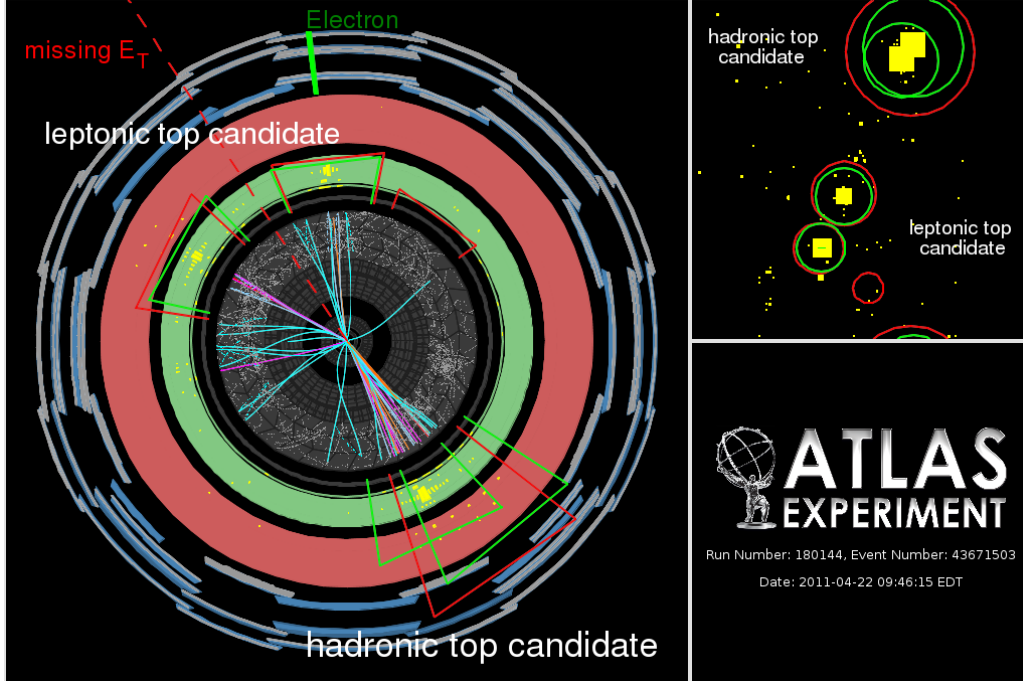 Electron
missing E_T
leptonic top candidate
hadronic top candidate
hadronic top
candidate
leptonic top
candidate
ATLAS
EXPERIMENT
Run Number: 180144, Event Number: 43671503
Date: 2011-04-22 09:46:15 EDT